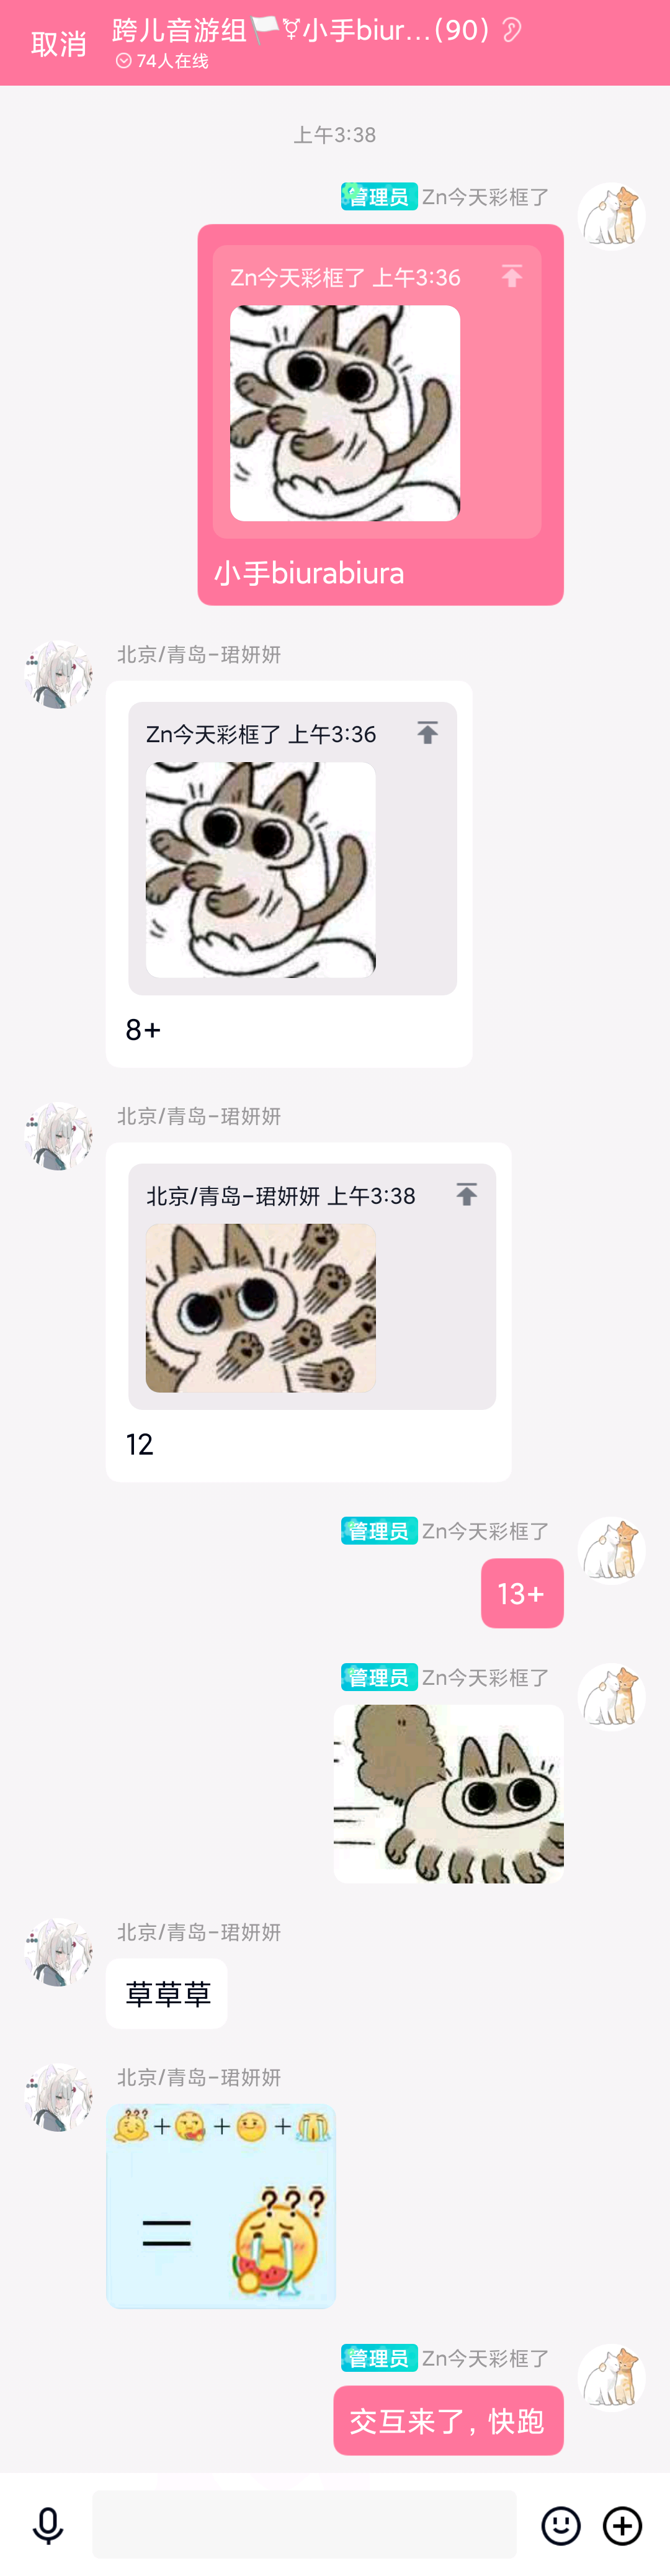 取消
跨儿音游组🏳️⚧小手biur...(90)
74人在线
上午3:38
管理员 Zn今天彩框了
Zn今天彩框了 上午3:36
小手biurabiura
北京/青岛-珺妍妍
Zn今天彩框了 上午3:36
8+
北京/青岛-珺妍妍
北京/青岛-珺妍妍 上午3:38
12
管理员 Zn今天彩框了
13+
管理员 Zn今天彩框了
北京/青岛-珺妍妍
草草草
北京/青岛-珺妍妍
???
+ + +
= ???
管理员 Zn今天彩框了
交互来了，快跑